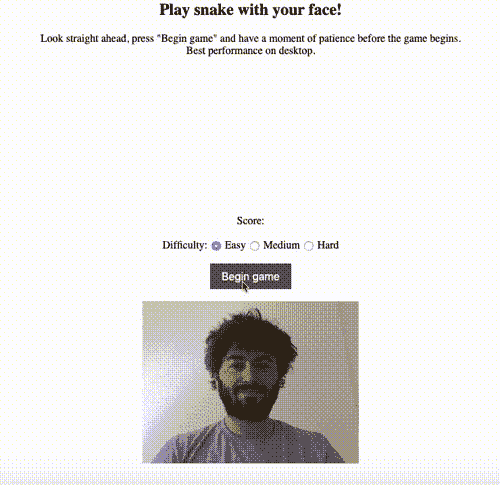 Play snake with your face!
Look straight ahead, press "Begin game" and have a moment of patience before the game begins.
Best performance on desktop.
Score:
Difficulty: Easy Medium Hard
Begin game